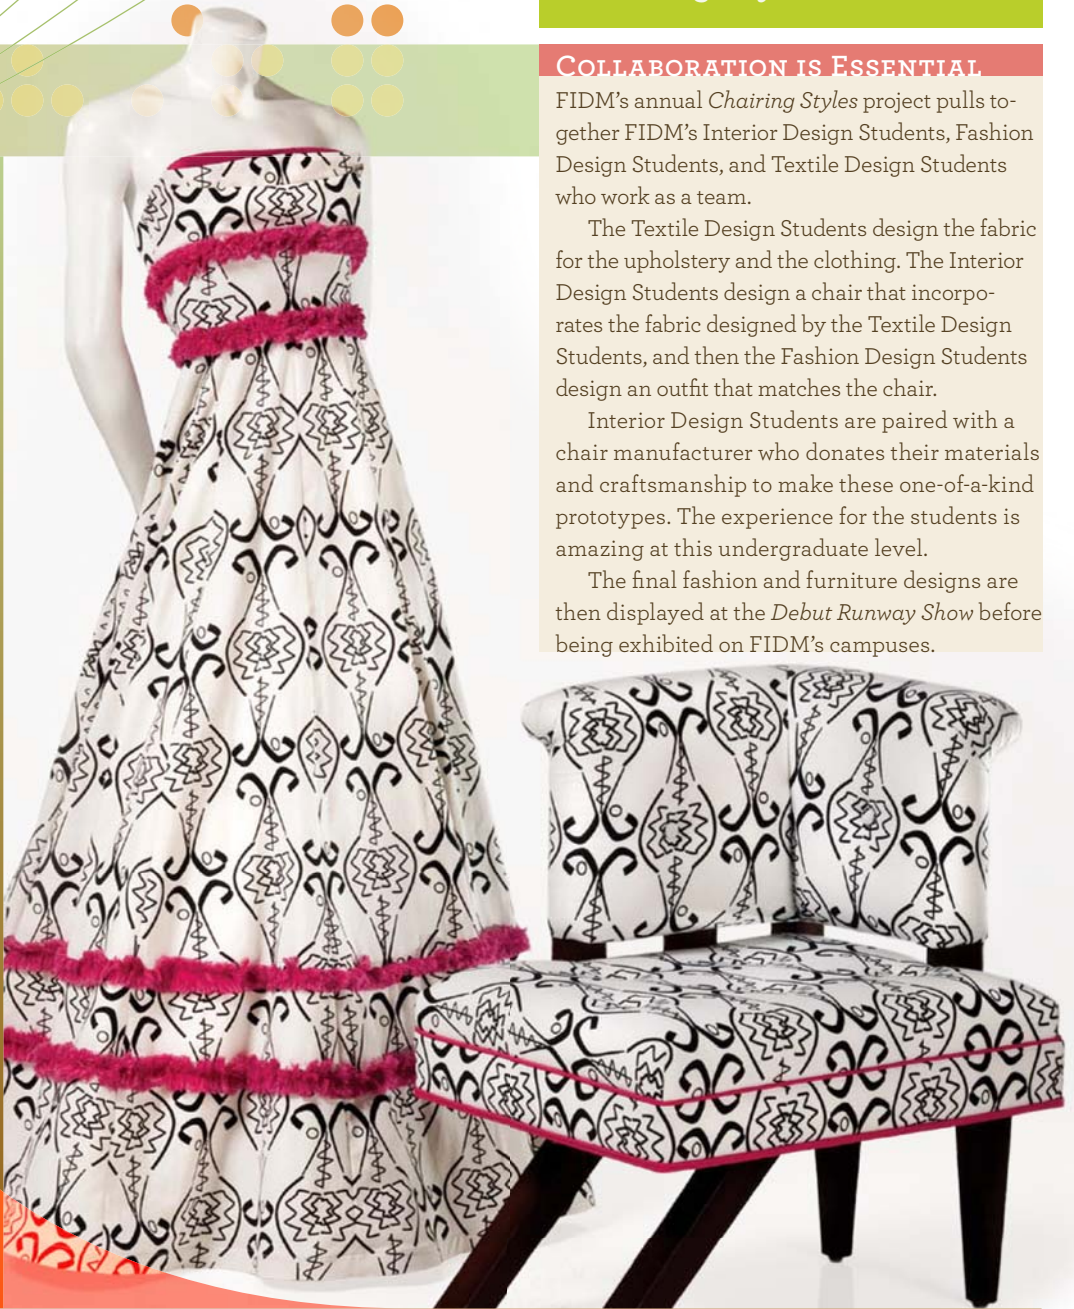 Collaboration is Essential
FIDM's annual Chairing Styles project pulls to-
gether FIDM's Interior Design Students, Fashion
Design Students, and Textile Design Students
who work as a team.
The Textile Design Students design the fabric
for the upholstery and the clothing. The Interior
Design Students design a chair that incorpo-
rates the fabric designed by the Textile Design
Students, and then the Fashion Design Students
design an outfit that matches the chair.
Interior Design Students are paired with a
chair manufacturer who donates their materials
and craftsmanship to make these one-of-a-kind
prototypes. The experience for the students is
amazing at this undergraduate level.
The final fashion and furniture designs are
then displayed at the Debut Runway Show before
being exhibited on FIDM's campuses.